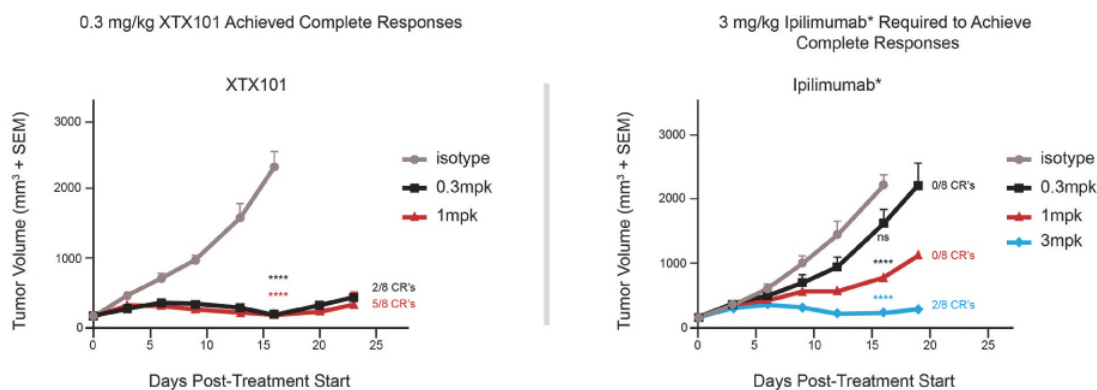 0.3 mg/kg XTX101 Achieved Complete Responses
XTX101
Tumor Volume (mm³ + SEM)
3000
2000
1000
0
0
5
10
15
20
25
Days Post-Treatment Start
isotype
0.3mpk
1mpk
****
****
2/8 CR's
5/8 CR's
3 mg/kg Ipilimumab* Required to Achieve
Complete Responses
Ipilimumab*
Tumor Volume (mm³ + SEM)
3000
2000
1000
0
0
5
10
15
20
25
Days Post-Treatment Start
isotype
0.3mpk
1mpk
3mpk
0/8 CR's
ns
****
0/8 CR's
****
2/8 CR's